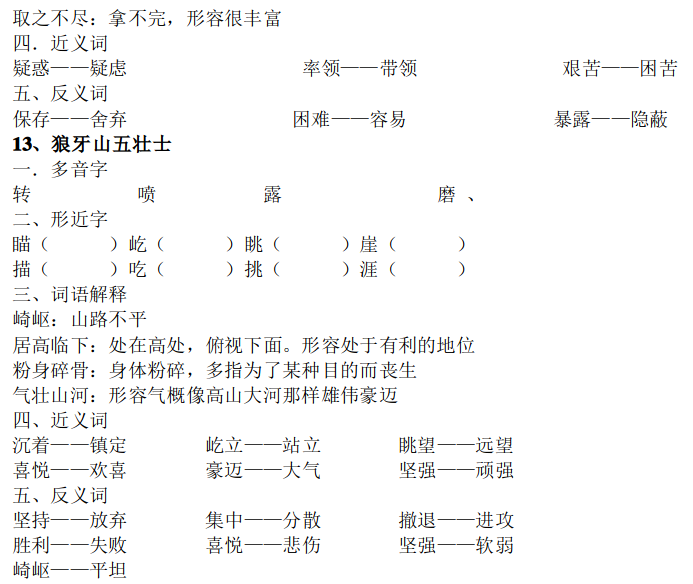 取之不尽：拿不完，形容很丰富
四．近义词
疑惑——疑虑 率领——带领 艰苦——困苦
五、反义词
保存——舍弃 困难——容易 暴露——隐蔽
13、狼牙山五壮士
一．多音字
转 喷 露 磨 、
二、形近字
瞄（ ）屹（ ）眺（ ）崖（ ）
描（ ）吃（ ）挑（ ）涯（ ）
三、词语解释
崎岖：山路不平
居高临下：处在高处，俯视下面。形容处于有利的地位
粉身碎骨：身体粉碎，多指为了某种目的而丧生
气壮山河：形容气概像高山大河那样雄伟豪迈
四、近义词
沉着——镇定 屹立——站立 眺望——远望
喜悦——欢喜 豪迈——大气 坚强——顽强
五、反义词
坚持——放弃 集中——分散 撤退——进攻
胜利——失败 喜悦——悲伤 坚强——软弱
崎岖——平坦